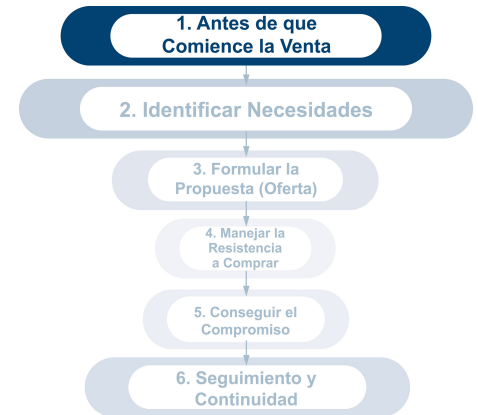 1. Antes de que
Comience la Venta
2. Identificar Necesidades
3. Formular la
Propuesta (Oferta)
4. Manejar la
Resistencia
a Comprar
5. Conseguir el
Compromiso
6. Seguimiento y
Continuidad